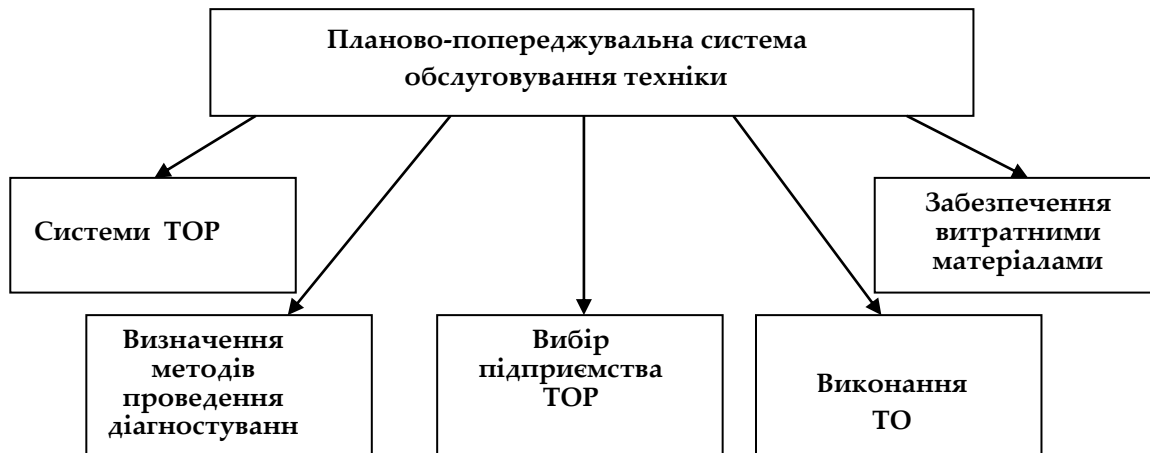 Планово-попереджувальна система
обслуговування техніки
Системи ТОР
Забезпечення
витратними
матеріалами
Визначення
методів
проведення
діагностуванн
Вибір
підприємства
ТОР
Виконання
ТО